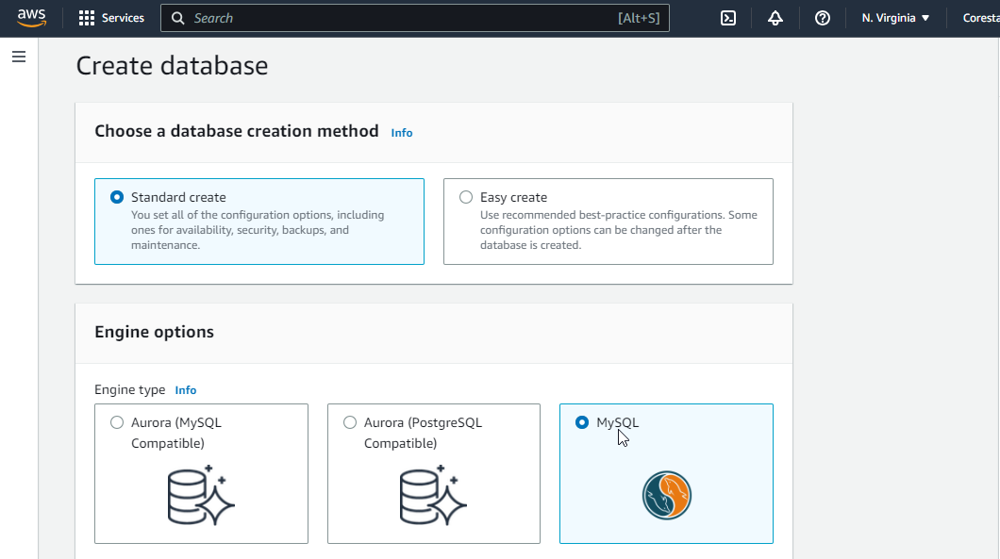 aws
Services
Search
[Alt+S]
N. Virginia
Create database
Choose a database creation method Info
Standard create
You set all of the configuration options, including
ones for availability, security, backups, and
maintenance.
Easy create
Use recommended best-practice configurations. Some
configuration options can be changed after the
database is created.
Engine options
Engine type Info
Aurora (MySQL
Compatible)
Aurora (PostgreSQL
Compatible)
MySQL